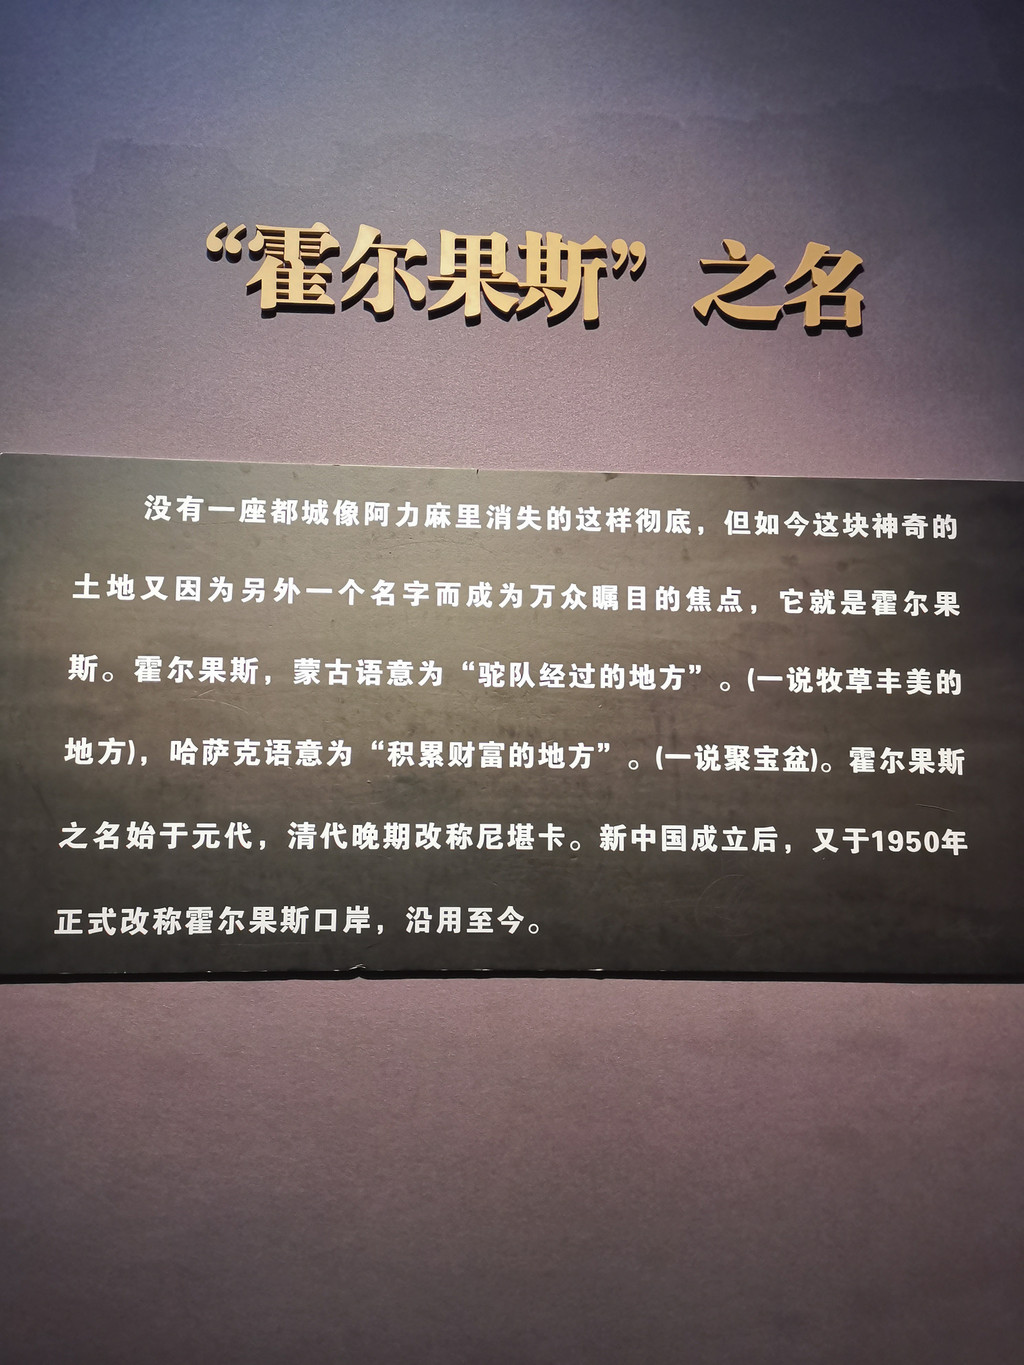 “霍尔果斯”之名
没有一座都城像阿力麻里消失的这样彻底，但如今这块神奇的
土地又因为另外一个名字而成为万众瞩目的焦点，它就是霍尔果
斯。霍尔果斯，蒙古语意为“驼队经过的地方”。(一说牧草丰美的
地方)，哈萨克语意为“积累财富的地方”。(一说聚宝盆)。霍尔果斯
之名始于元代，清代晚期改称尼堪卡。新中国成立后，又于1950年
正式改称霍尔果斯口岸，沿用至今。